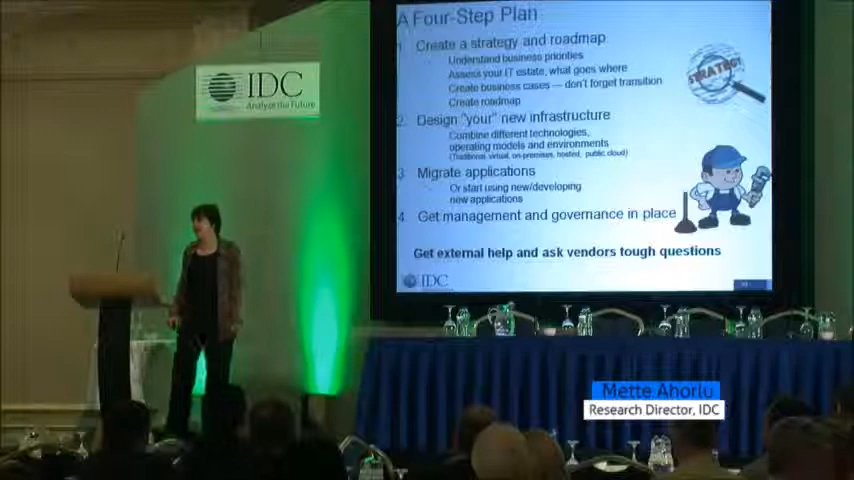 A Four-Step Plan
1. Create a strategy and roadmap
Understand business priorities
Assess your IT estate, what goes where
Create business cases — don't forget transition
Create roadmap
2. Design "your" new infrastructure
Combine different technologies,
operating models and environments
(Traditional, virtual, on-premises, hosted, public cloud)
3. Migrate applications
Or start using new/developing
new applications
4. Get management and governance in place
Get external help and ask vendors tough questions
STRATEGY
IDC
IDC
Analyze the Future
Mette Ahorlu
Research Director, IDC